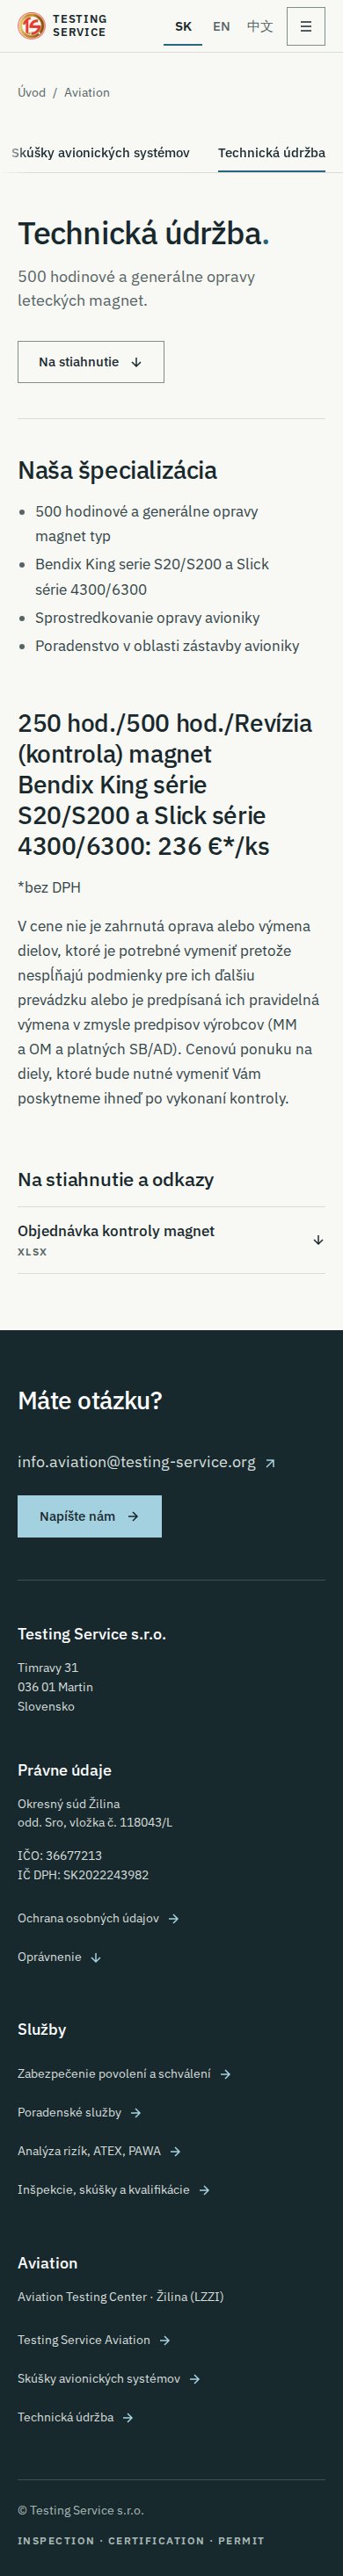 TESTING
SERVICE
SK EN 中文
Úvod / Aviation
Skúšky avionických systémov Technická údržba
Technická údržba.
500 hodinové a generálne opravy
leteckých magnet.
Na stiahnutie
Naša špecializácia
500 hodinové a generálne opravy
magnet typ
Bendix King serie S20/S200 a Slick
série 4300/6300
Sprostredkovanie opravy avioniky
Poradenstvo v oblasti zástavby avioniky
250 hod./500 hod./Revízia
(kontrola) magnet
Bendix King série
S20/S200 a Slick série
4300/6300: 236 €*/ks
*bez DPH
V cene nie je zahrnutá oprava alebo výmena
dielov, ktoré je potrebné vymeniť pretože
nespĺňajú podmienky pre ich ďalšiu
prevádzku alebo je predpísaná ich pravidelná
výmena v zmysle predpisov výrobcov (MM
a OM a platných SB/AD). Cenovú ponuku na
diely, ktoré bude nutné vymeniť Vám
poskytneme ihneď po vykonaní kontroly.
Na stiahnutie a odkazy
Objednávka kontroly magnet
XLSX
Máte otázku?
info.aviation@testing-service.org
Napíšte nám
Testing Service s.r.o.
Timravy 31
036 01 Martin
Slovensko
Právne údaje
Okresný súd Žilina
odd. Sro, vložka č. 118043/L
IČO: 36677213
IČ DPH: SK2022243982
Ochrana osobných údajov
Oprávnenie
Služby
Zabezpečenie povolení a schválení
Poradenské služby
Analýza rizík, ATEX, PAWA
Inšpekcie, skúšky a kvalifikácie
Aviation
Aviation Testing Center · Žilina (LZZI)
Testing Service Aviation
Skúšky avionických systémov
Technická údržba
© Testing Service s.r.o.
INSPECTION · CERTIFICATION · PERMIT